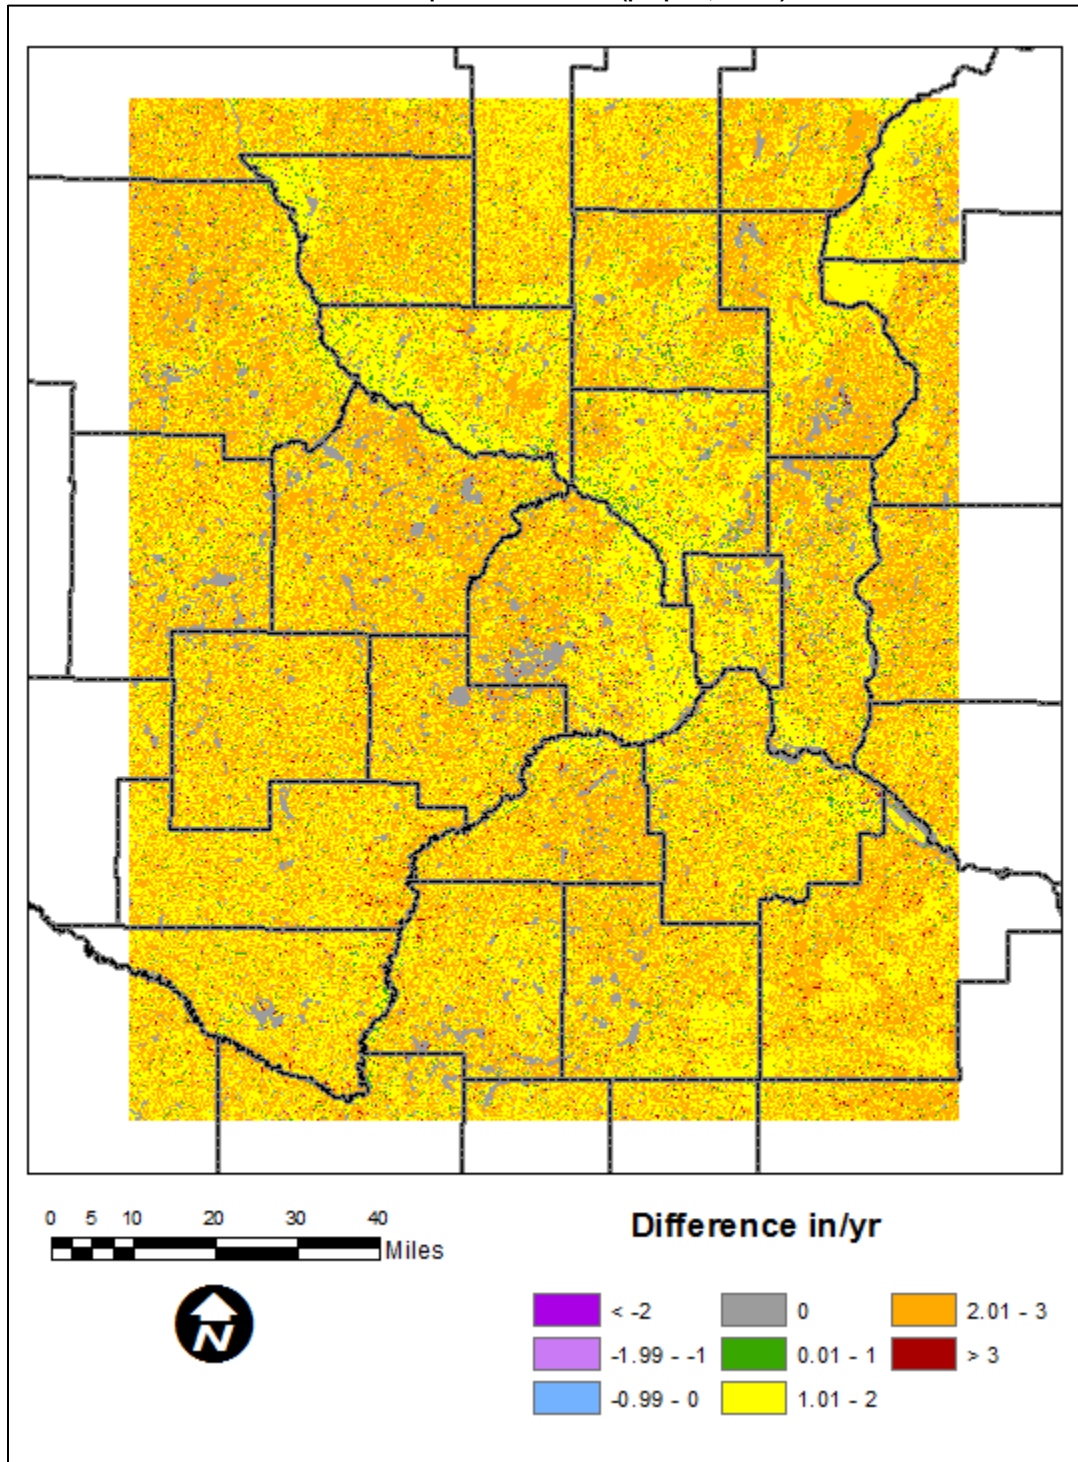 0 5 10 20 30 40
Miles
N
Difference in/yr
< -2 0 2.01 - 3
-1.99 - -1 0.01 - 1 > 3
-0.99 - 0 1.01 - 2